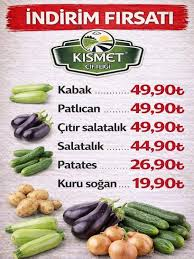 İNDİRİM FIRSATI
KISMET
ÇİFTLİĞİ
Kabak 49,90₺
Patlıcan 49,90₺
Çıtır salatalık 49,90₺
Salatalık 44,90₺
Patates 26,90₺
Kuru soğan 19,90₺